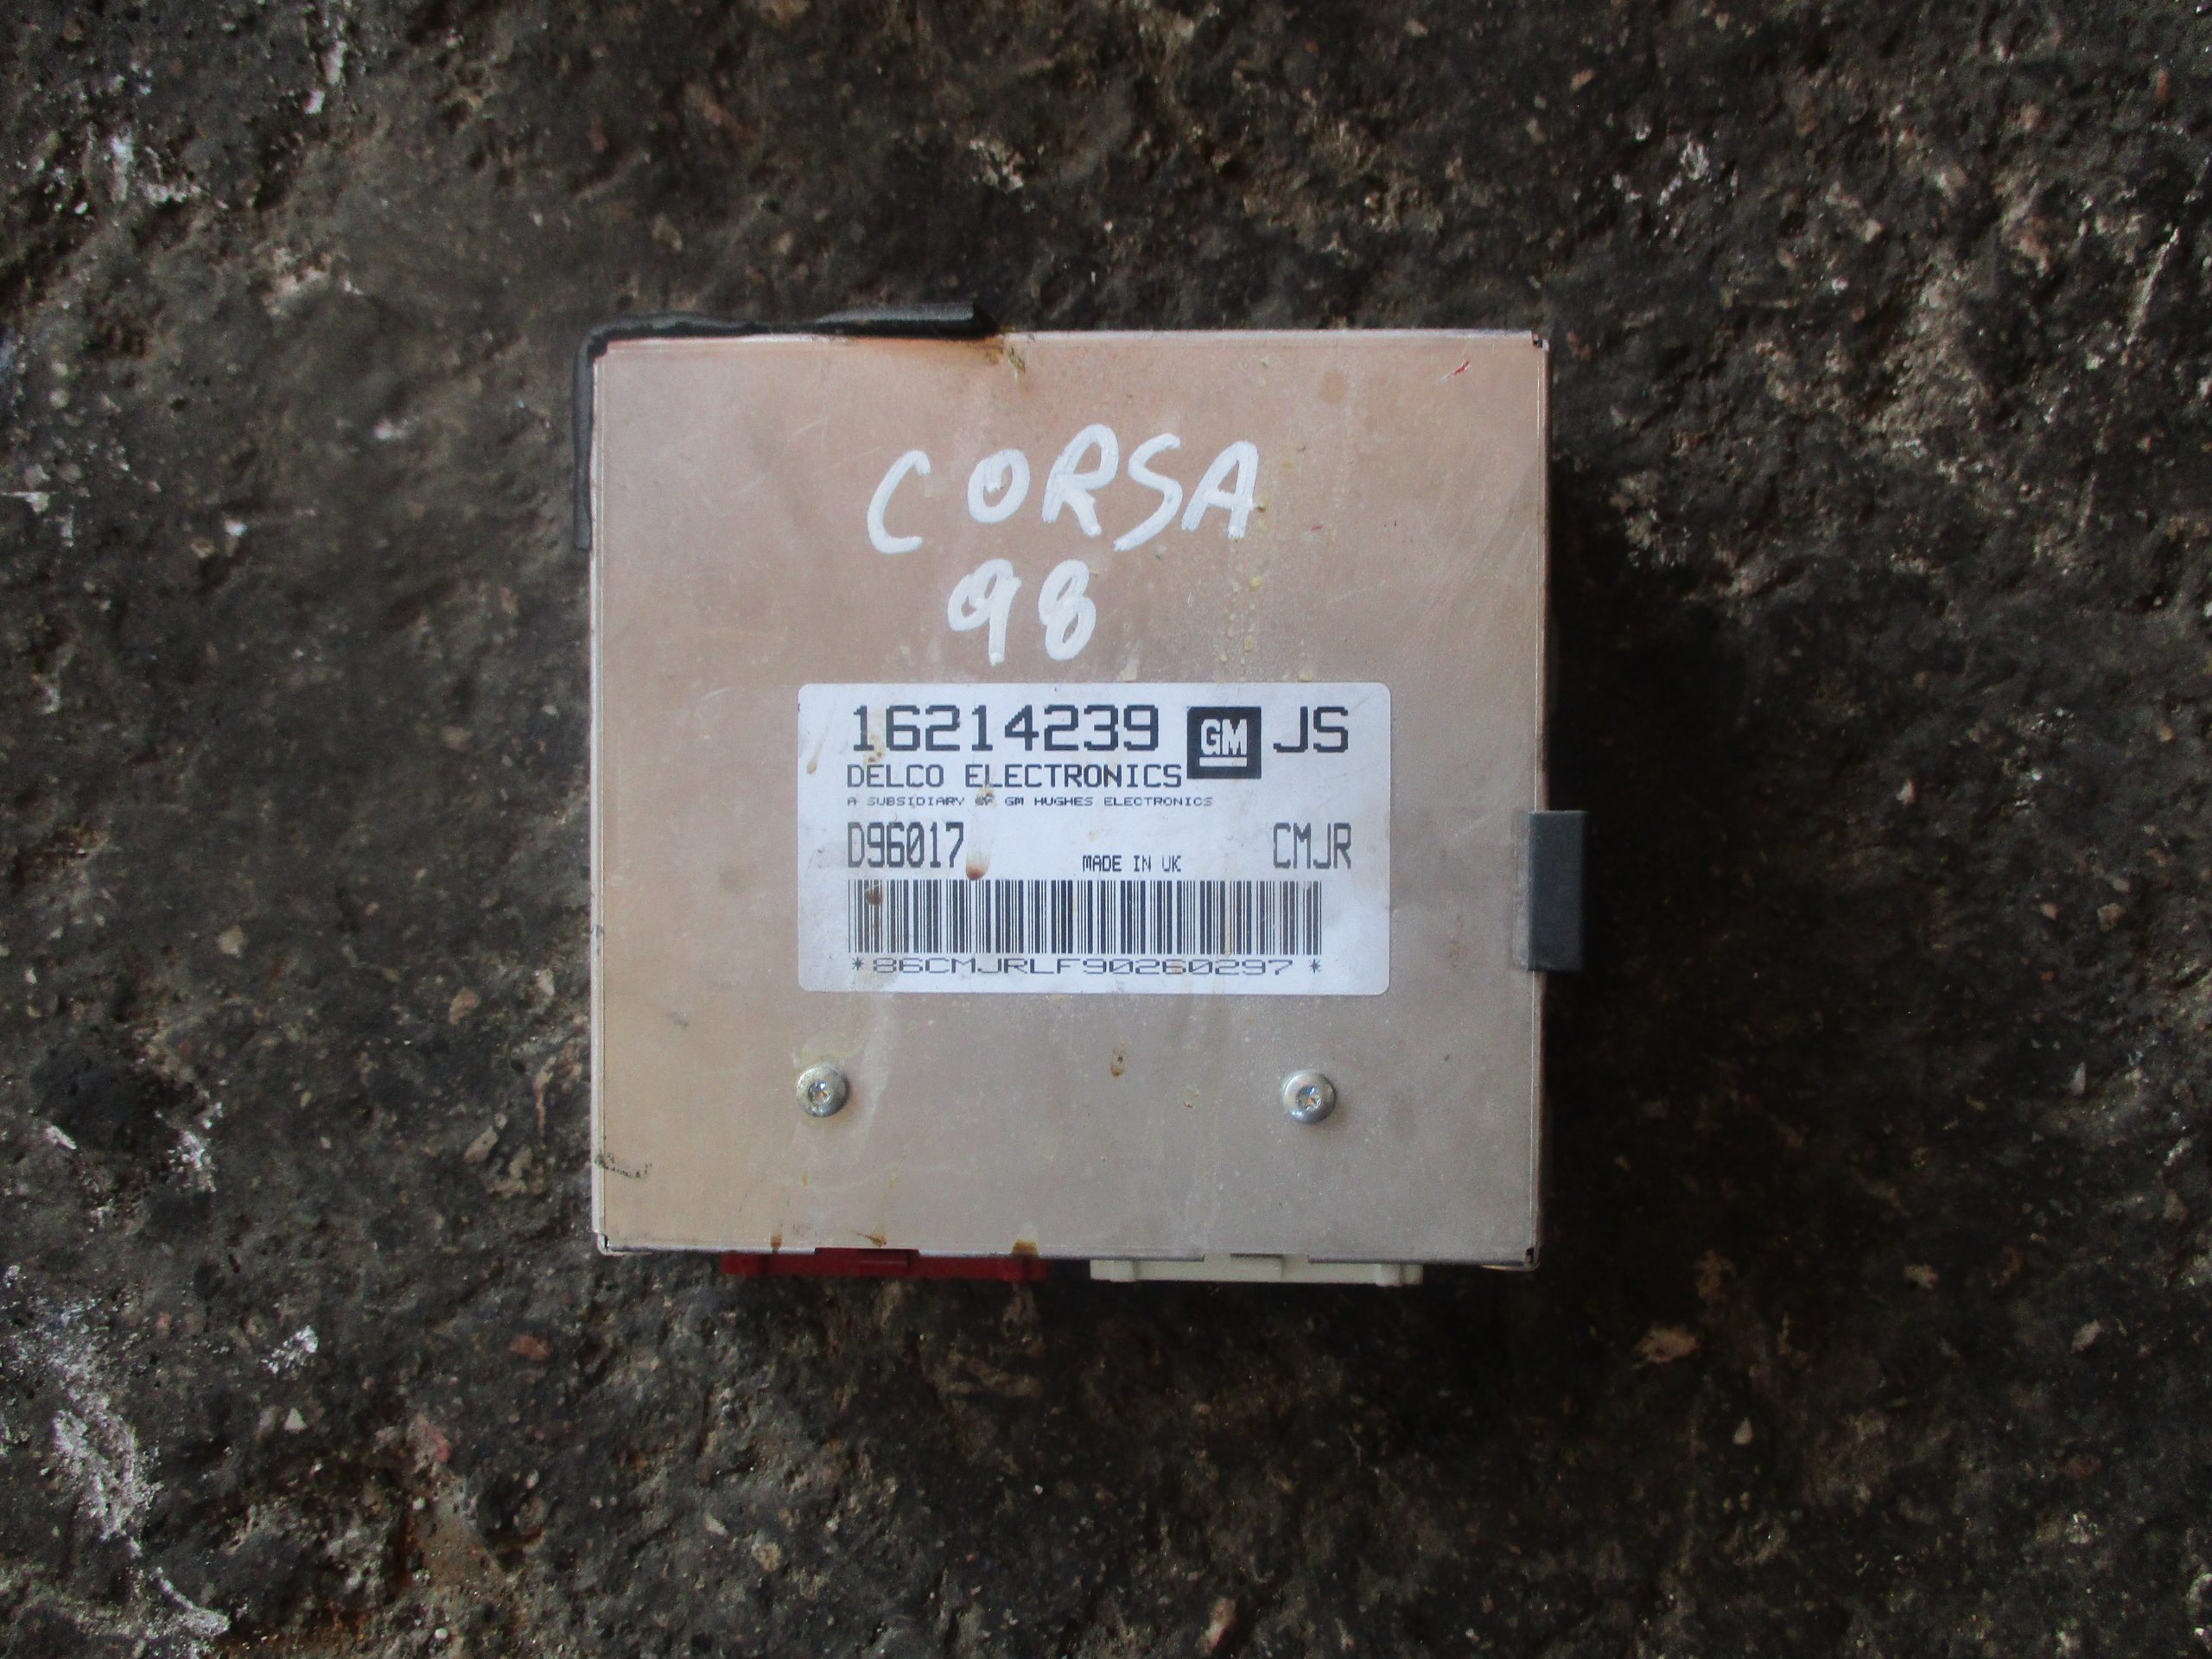 CORSA
98
16214239 GM JS
DELCO ELECTRONICS
A SUBSIDIARY OF GM HUGHES ELECTRONICS
D96017 MADE IN UK CMJR
*86CMJRLF90260297*